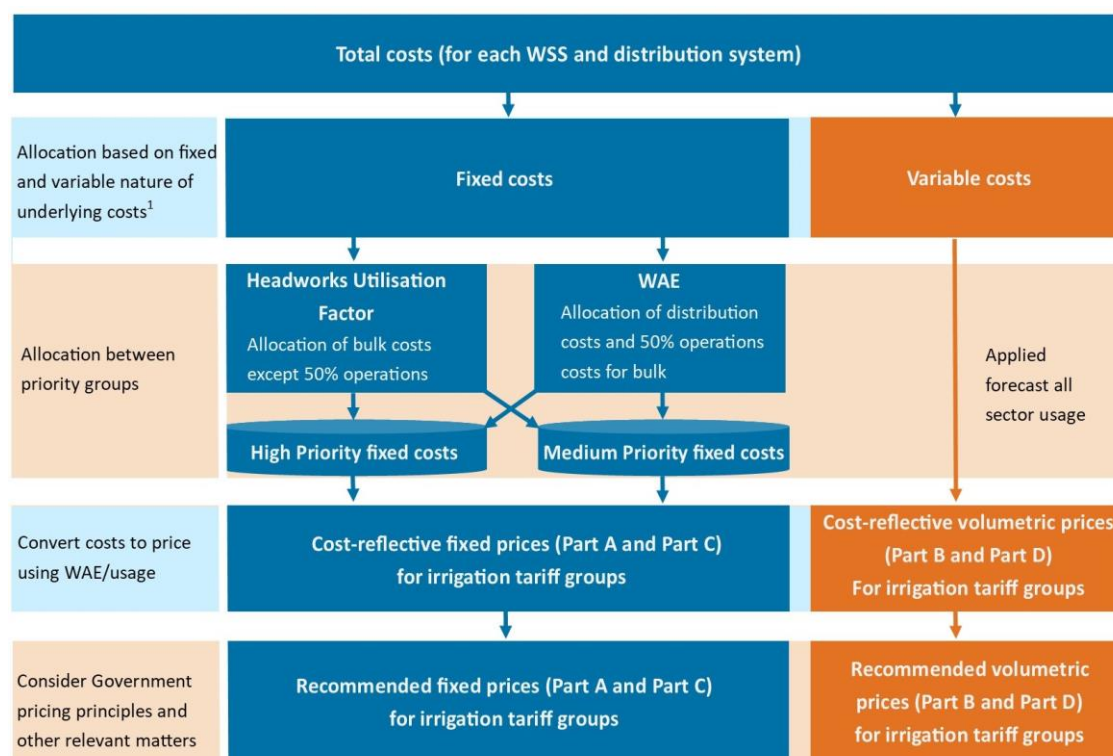 Total costs (for each WSS and distribution system)
Allocation based on fixed
and variable nature of
underlying costs¹
Fixed costs
Variable costs
Allocation between
priority groups
Headworks Utilisation
Factor
Allocation of bulk costs
except 50% operations
WAE
Allocation of distribution
costs and 50% operations
costs for bulk
Applied
forecast all
sector usage
High Priority fixed costs
Medium Priority fixed costs
Convert costs to price
using WAE/usage
Cost-reflective fixed prices (Part A and Part C)
for irrigation tariff groups
Cost-reflective volumetric prices
(Part B and Part D)
For irrigation tariff groups
Consider Government
pricing principles and
other relevant matters
Recommended fixed prices (Part A and Part C)
for irrigation tariff groups
Recommended volumetric
prices (Part B and Part D)
for irrigation tariff groups